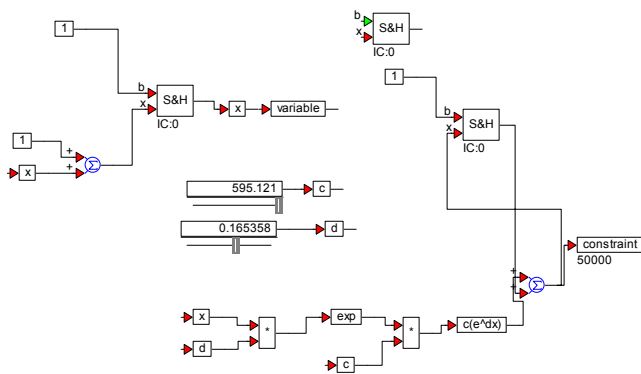 b
x
S&H
IC:0
1
b
x
S&H
IC:0
x
variable
1
b
x
S&H
IC:0
1
+
+
x
Σ
595.121
c
0.165358
d
constraint
50000
+
+
Σ
x
d
*
exp
c
*
c(e^dx)